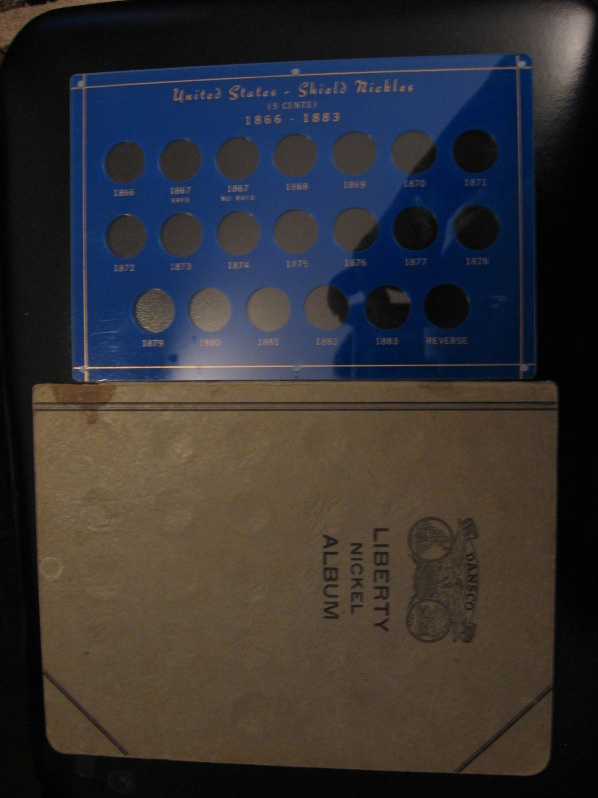 United States - Shield Nickles
(5 CENTS)
1866 - 1883
1866 1867 1867 1868 1869 1870 1871
RAYS NO RAYS
1872 1873 1874 1875 1876 1877 1878
1879 1880 1881 1882 1883 REVERSE
DANSCO
LIBERTY
NICKEL
ALBUM